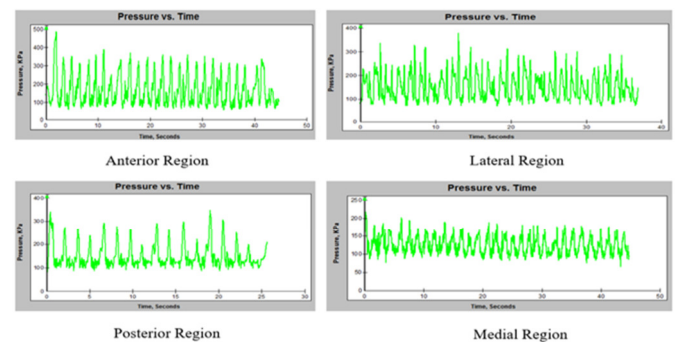 Pressure vs. Time
Pressure, KPa
500
400
300
200
100
0
0 10 20 30 40 50
Time, Seconds
Anterior Region
Pressure vs. Time
Pressure, KPa
400
300
200
100
0
0 10 20 30 40
Time, Seconds
Lateral Region
Pressure vs. Time
Pressure, KPa
400
300
200
100
0
0 5 10 15 20 25 30
Time, Seconds
Posterior Region
Pressure vs. Time
Pressure, KPa
250
200
150
100
50
0
0 10 20 30 40 50
Time, Seconds
Medial Region